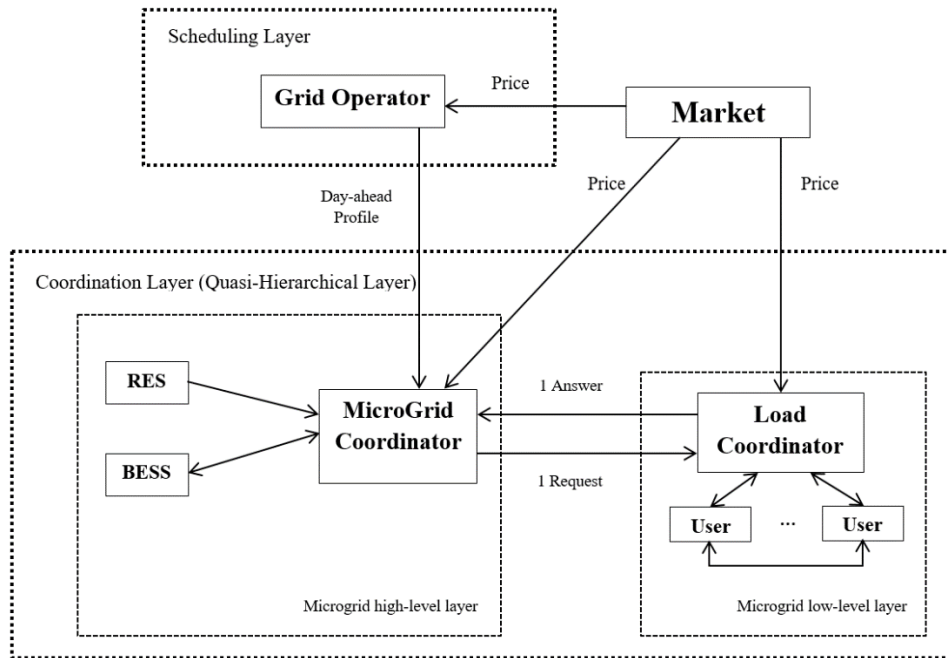 Scheduling Layer
Grid Operator
Price
Market
Day-ahead
Profile
Price
Price
Coordination Layer (Quasi-Hierarchical Layer)
RES
BESS
MicroGrid
Coordinator
1 Answer
1 Request
Load
Coordinator
User
...
User
Microgrid high-level layer
Microgrid low-level layer